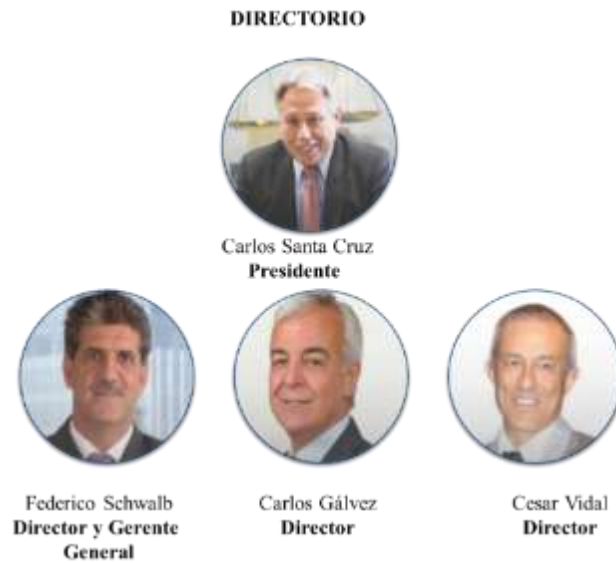 DIRECTORIO
Carlos Santa Cruz
Presidente
Federico Schwalb
Director y Gerente
General
Carlos Gálvez
Director
Cesar Vidal
Director